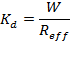 K_d = W / R_eff